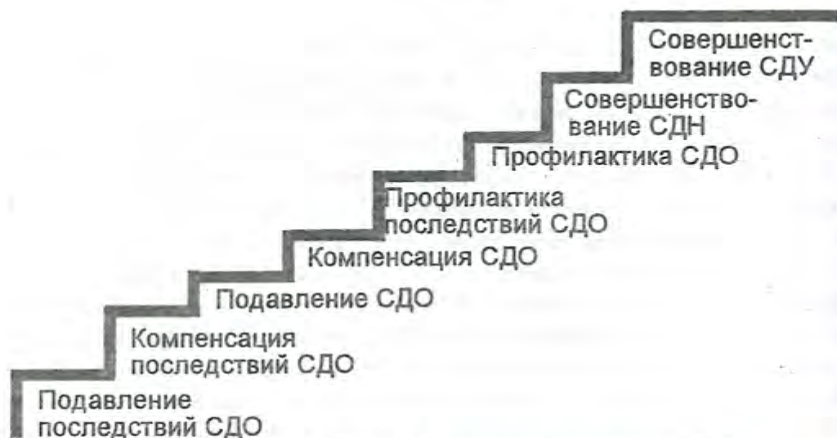 Совершенст-
вование СДУ
Совершенство-
вание СДН
Профилактика СДО
Профилактика
последствий СДО
Компенсация СДО
Подавление СДО
Компенсация
последствий СДО
Подавление
последствий СДО